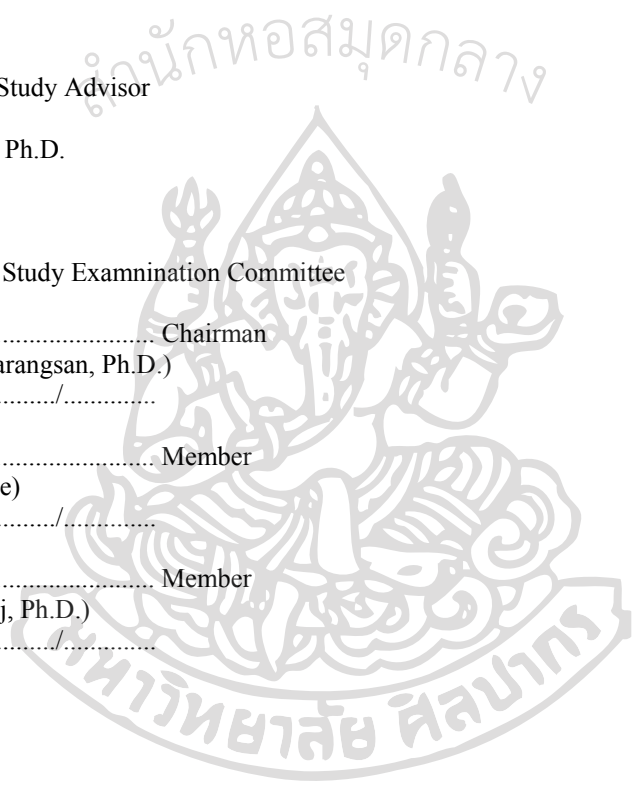 สำนักหอสมุดกลาง
Study Advisor
Ph.D.
Study Examnination Committee
....................... Chairman
arangsan, Ph.D.)
........./..............
....................... Member
e)
........./..............
....................... Member
j, Ph.D.)
........./..............
มหาวิทยาลัย ศิลปากร